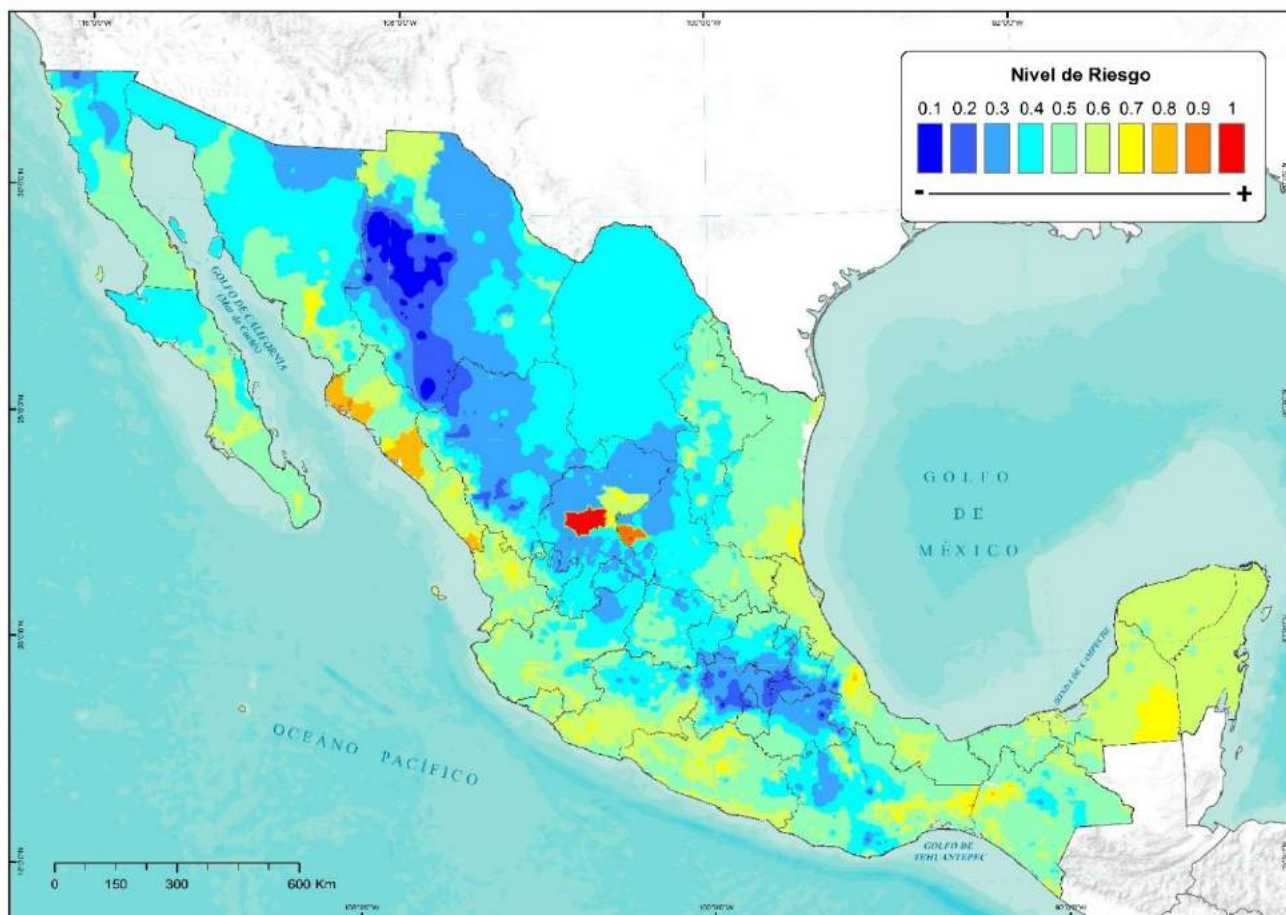 Nivel de Riesgo
0.1 0.2 0.3 0.4 0.5 0.6 0.7 0.8 0.9 1
- +
GOLFO DE CALIFORNIA
(Mar de Cortés)
GOLFO
DE
MÉXICO
SONDA DE CAMPECHE
OCEÁNO PACÍFICO
GOLFO DE
TEHUANTEPEC
0 150 300 600 Km